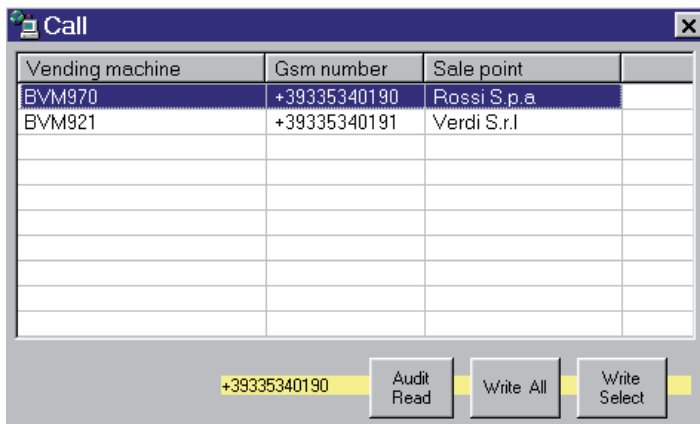 Call
Vending machine Gsm number Sale point
BVM970 +39335340190 Rossi S.p.a
BVM921 +39335340191 Verdi S.r.l
+39335340190 Audit Read Write All Write Select